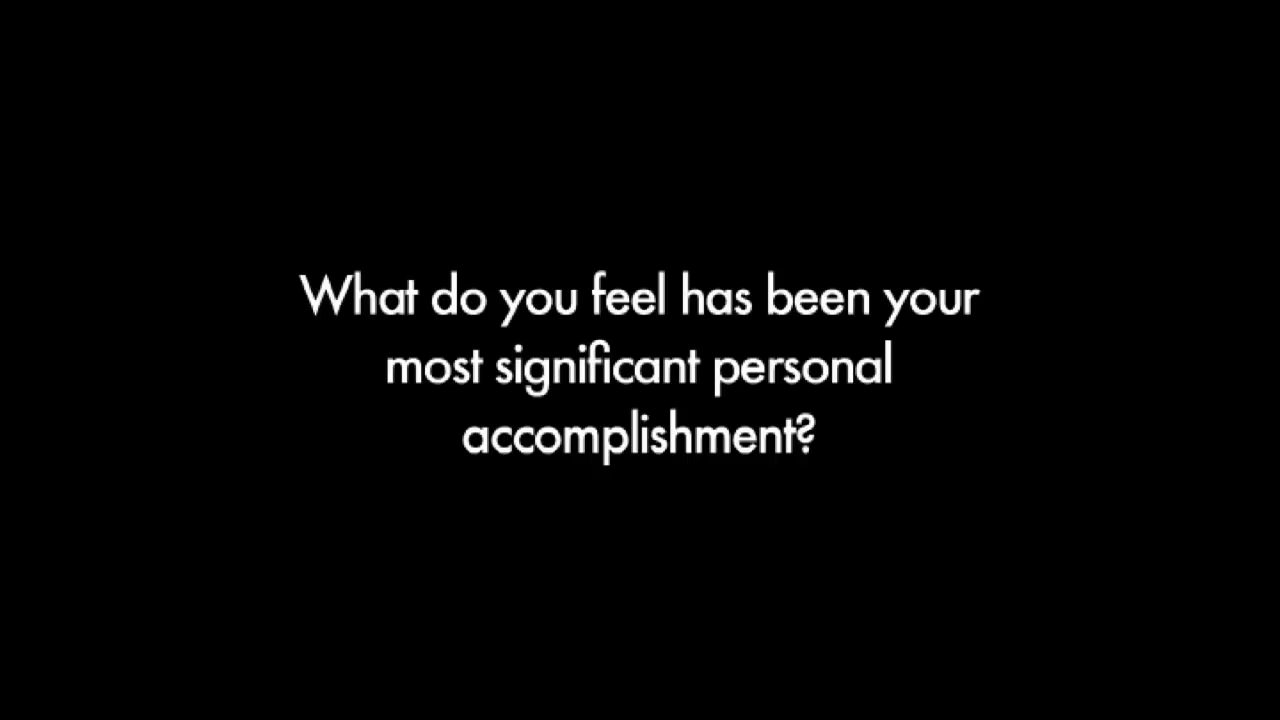 What do you feel has been your
most significant personal
accomplishment?